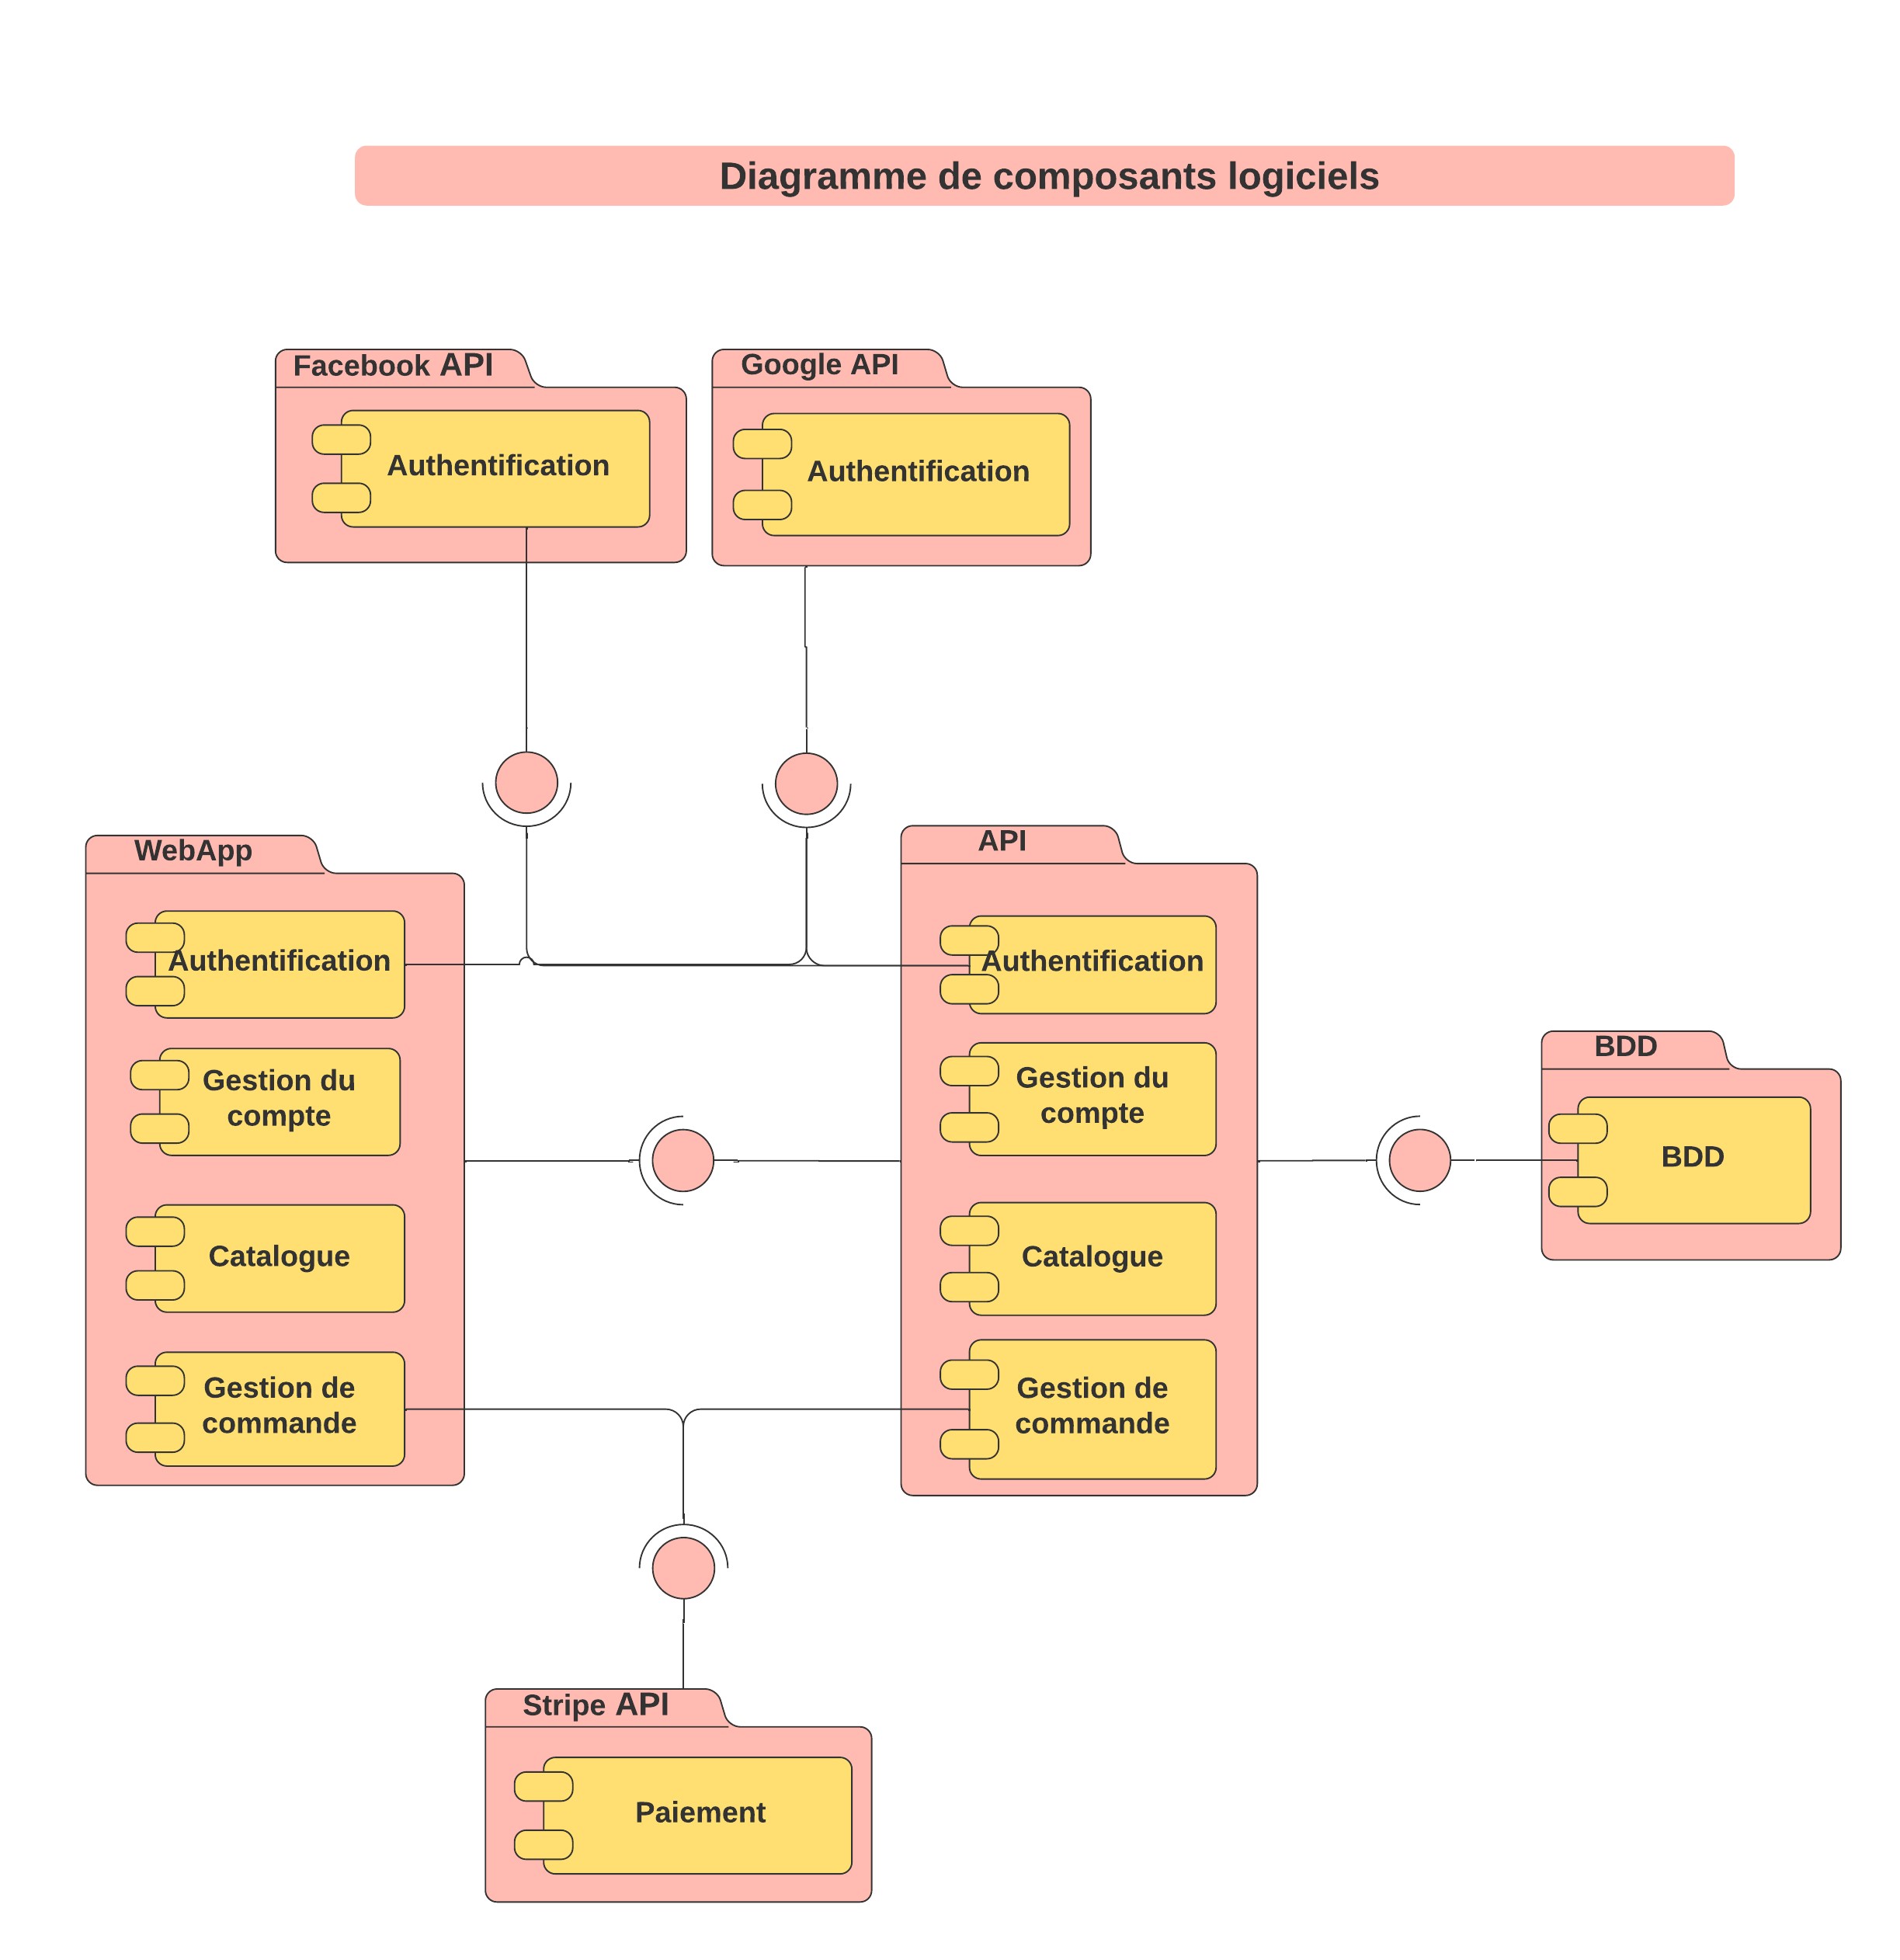 Diagramme de composants logiciels
Facebook API
Authentification
Google API
Authentification
WebApp
Authentification
Gestion du
compte
Catalogue
Gestion de
commande
API
Authentification
Gestion du
compte
Catalogue
Gestion de
commande
BDD
BDD
Stripe API
Paiement